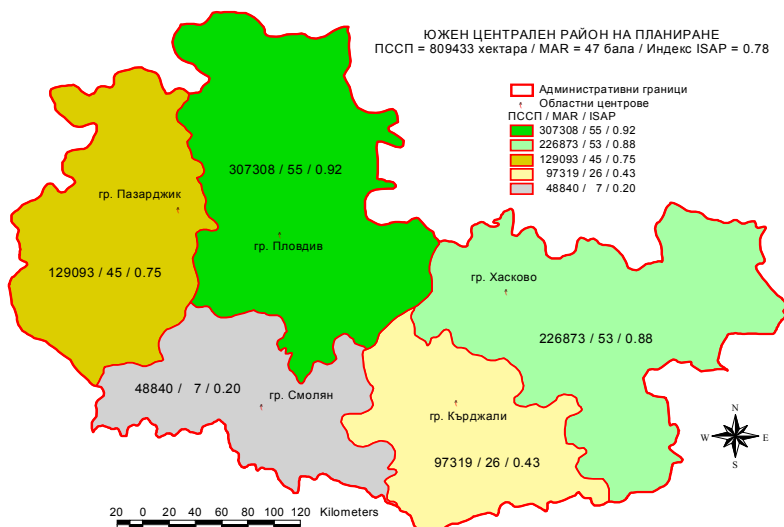 ЮЖЕН ЦЕНТРАЛЕН РАЙОН НА ПЛАНИРАНЕ
ПССП = 809433 хектара / MAR = 47 бала / Индекс ISAP = 0.78
Административни граници
Областни центрове
ПССП / MAR / ISAP
307308 / 55 / 0.92
226873 / 53 / 0.88
129093 / 45 / 0.75
97319 / 26 / 0.43
48840 / 7 / 0.20
307308 / 55 / 0.92
гр. Пазарджик
гр. Пловдив
129093 / 45 / 0.75
гр. Хасково
226873 / 53 / 0.88
48840 / 7 / 0.20
гр. Смолян
гр. Кърджали
97319 / 26 / 0.43
N
W E
S
20 0 20 40 60 80 100 120 Kilometers